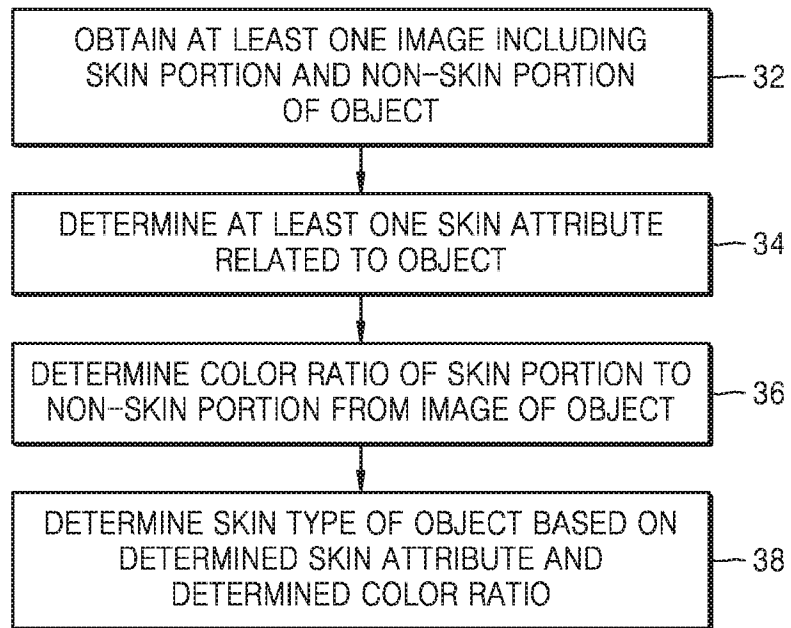 OBTAIN AT LEAST ONE IMAGE INCLUDING
SKIN PORTION AND NON-SKIN PORTION
OF OBJECT
32
DETERMINE AT LEAST ONE SKIN ATTRIBUTE
RELATED TO OBJECT
34
DETERMINE COLOR RATIO OF SKIN PORTION TO
NON-SKIN PORTION FROM IMAGE OF OBJECT
36
DETERMINE SKIN TYPE OF OBJECT BASED ON
DETERMINED SKIN ATTRIBUTE AND
DETERMINED COLOR RATIO
38